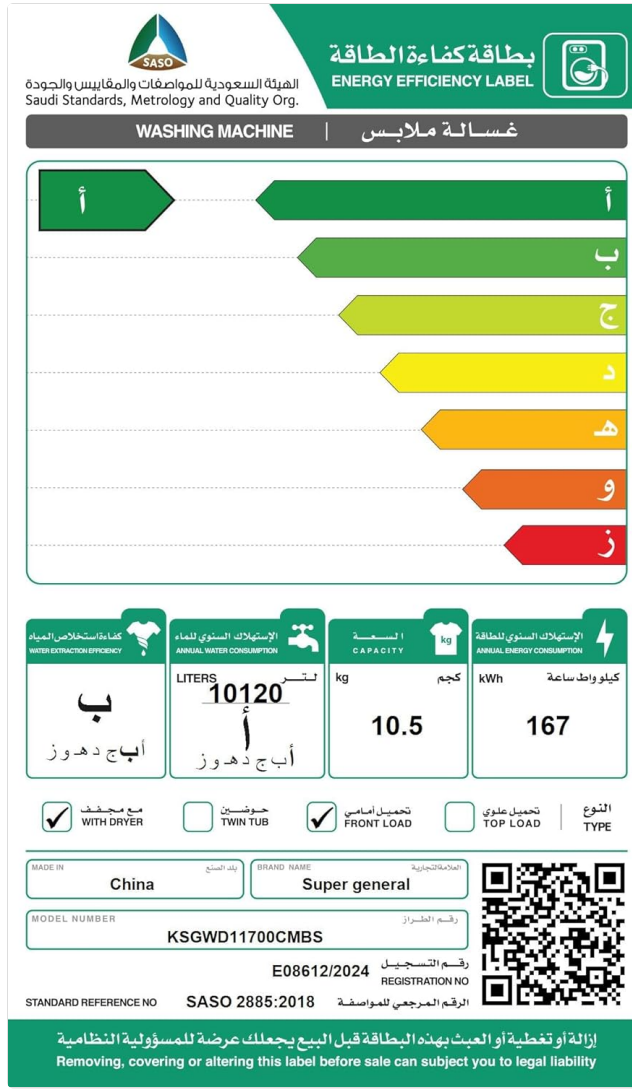 SASO
الهيئة السعودية للمواصفات والمقاييس والجودة
Saudi Standards, Metrology and Quality Org.
بطاقة كفاءة الطاقة
ENERGY EFFICIENCY LABEL
WASHING MACHINE | غسالة ملابس
أ أ
ب
ج
د
هـ
و
ز
كفاءة استخلاص المياه
WATER EXTRACTION EFFICIENCY
ب
أ ب ج د هـ و ز
الإستهلاك السنوي للماء
ANNUAL WATER CONSUMPTION
LITERS لتر
10120
أ
أ ب ج د هـ و ز
السعة
CAPACITY
kg
kg كجم
10.5
الإستهلاك السنوي للطاقة
ANNUAL ENERGY CONSUMPTION
kWh كيلو واط ساعة
167
مع مجفف
WITH DRYER
حوضين
TWIN TUB
تحميل أمامي
FRONT LOAD
تحميل علوي
TOP LOAD
النوع
TYPE
MADE IN بلد الصنع
China
BRAND NAME العلامة التجارية
Super general
MODEL NUMBER رقم الطراز
KSGWD11700CMBS
E08612/2024 رقم التسجيل
REGISTRATION NO
STANDARD REFERENCE NO SASO 2885:2018 الرقم المرجعي للمواصفة
إزالة أو تغطية أو العبث بهذه البطاقة قبل البيع يجعلك عرضة للمسؤولية النظامية
Removing, covering or altering this label before sale can subject you to legal liability